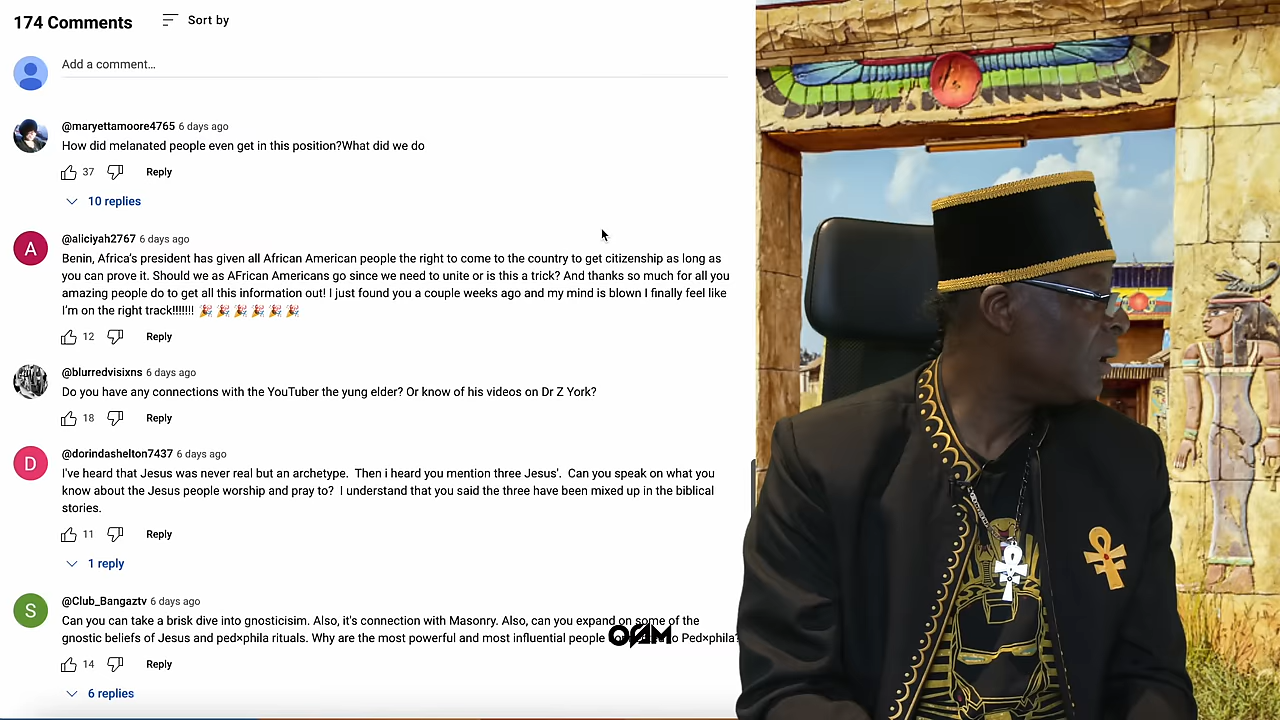 174 Comments
Sort by
Add a comment...
@maryettamoore4765 6 days ago
How did melanated people even get in this position?What did we do
37
Reply
10 replies
A
@aliciyah2767 6 days ago
Benin, Africa's president has given all African American people the right to come to the country to get citizenship as long as
you can prove it. Should we as AFrican Americans go since we need to unite or is this a trick? And thanks so much for all you
amazing people do to get all this information out! I just found you a couple weeks ago and my mind is blown I finally feel like
I'm on the right track!!!!!!! 🎉🎉🎉🎉🎉🎉
12
Reply
@blurredvisixns 6 days ago
Do you have any connections with the YouTuber the yung elder? Or know of his videos on Dr Z York?
18
Reply
D
@dorindashelton7437 6 days ago
I've heard that Jesus was never real but an archetype. Then i heard you mention three Jesus'. Can you speak on what you
know about the Jesus people worship and pray to? I understand that you said the three have been mixed up in the biblical
stories.
11
Reply
1 reply
S
@Club_Bangaztv 6 days ago
Can you can take a brisk dive into gnosticisim. Also, it's connection with Masonry. Also, can you expand on some of the
gnostic beliefs of Jesus and ped×phila rituals. Why are the most powerful and most influential people to Ped×phila?
14
Reply
6 replies